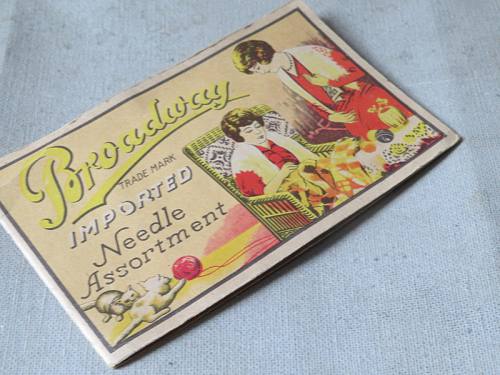 Broadway
TRADE MARK
IMPORTED
Needle
Assortment